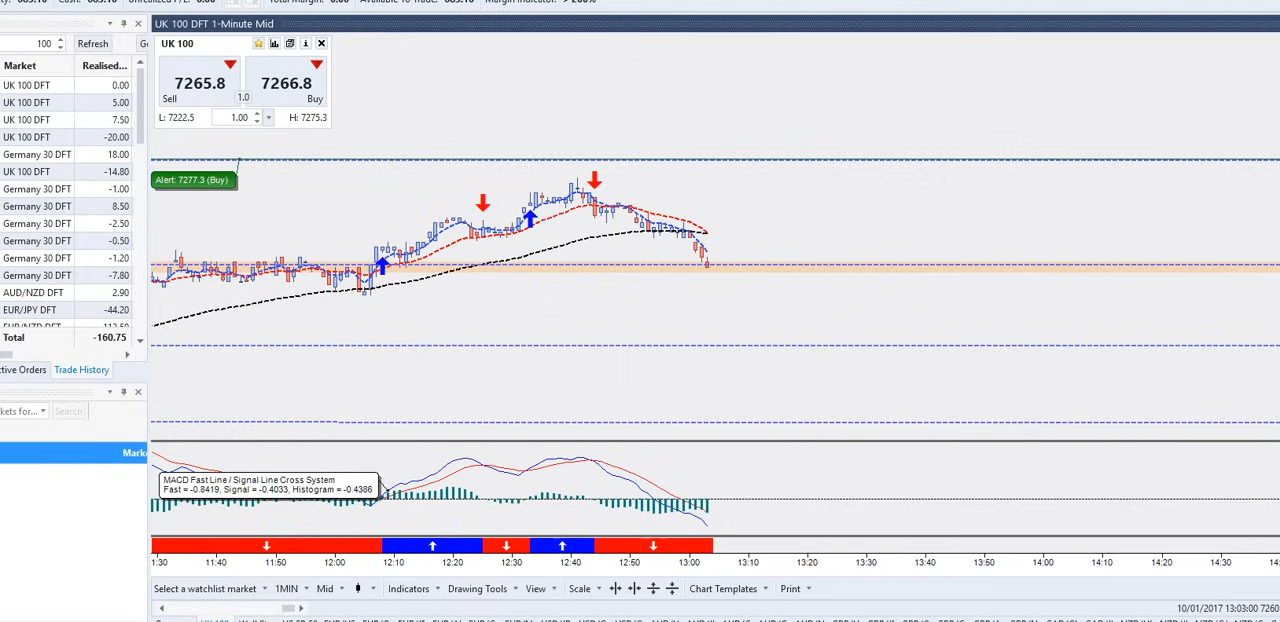 UK 100 DFT 1-Minute Mid
100 Refresh
UK 100
Market Realised...
7265.8 7266.8
Sell 1.0 Buy
L: 7222.5 1.00 H: 7275.3
UK 100 DFT 0.00
UK 100 DFT 5.00
UK 100 DFT 7.50
UK 100 DFT -20.00
Germany 30 DFT 18.00
UK 100 DFT -14.80
Germany 30 DFT -1.00
Germany 30 DFT 8.50
Germany 30 DFT -2.50
Germany 30 DFT -0.50
Germany 30 DFT -1.20
Germany 30 DFT -7.80
AUD/NZD DFT 2.90
EUR/JPY DFT -44.20
Total -160.75
Alert: 7277.3 (Buy)
ctive Orders Trade History
kets for... Search
Marke
MACD Fast Line / Signal Line Cross System
Fast = -0.8419, Signal = -0.4033, Histogram = -0.4386
1:30 11:40 11:50 12:00 12:10 12:20 12:30 12:40 12:50 13:00 13:10 13:20 13:30 13:40 13:50 14:00 14:10 14:20 14:30 14:
Select a watchlist market 1MIN Mid Indicators Drawing Tools View Scale Chart Templates Print
10/01/2017 13:03:00 7260